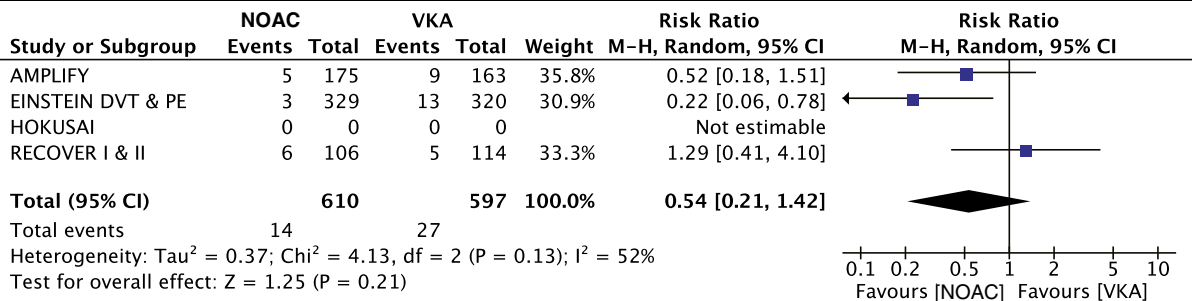 NOAC VKA Risk Ratio Risk Ratio
Study or Subgroup Events Total Events Total Weight M-H, Random, 95% CI M-H, Random, 95% CI
AMPLIFY 5 175 9 163 35.8% 0.52 [0.18, 1.51]
EINSTEIN DVT & PE 3 329 13 320 30.9% 0.22 [0.06, 0.78]
HOKUSAI 0 0 0 0 Not estimable
RECOVER I & II 6 106 5 114 33.3% 1.29 [0.41, 4.10]
Total (95% CI) 610 597 100.0% 0.54 [0.21, 1.42]
Total events 14 27
Heterogeneity: Tau² = 0.37; Chi² = 4.13, df = 2 (P = 0.13); I² = 52%
Test for overall effect: Z = 1.25 (P = 0.21)
0.1 0.2 0.5 1 2 5 10
Favours [NOAC] Favours [VKA]